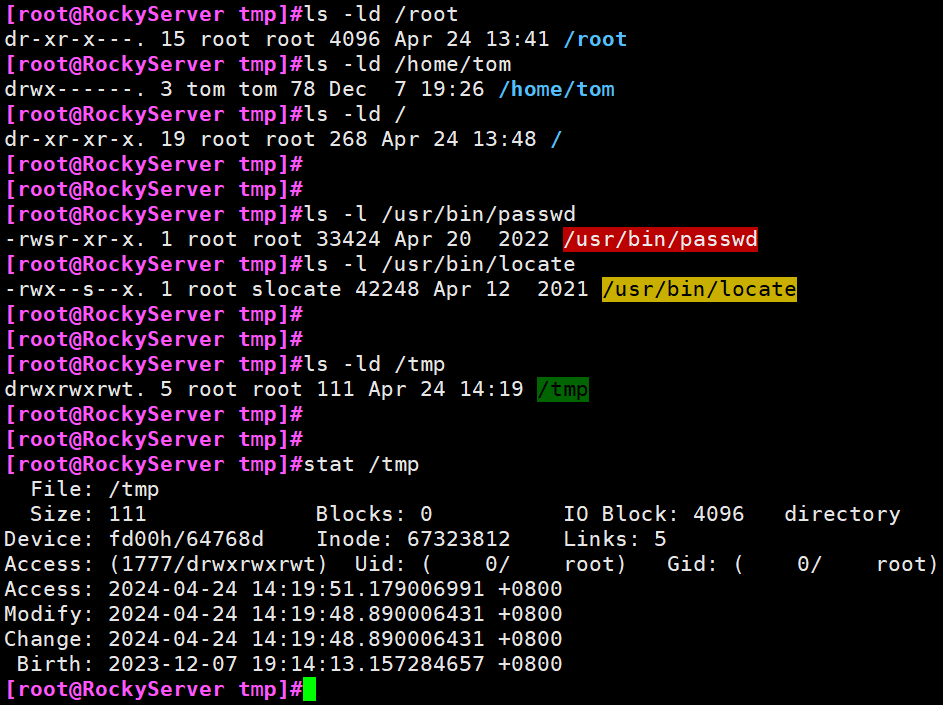 [root@RockyServer tmp]#ls -ld /root
dr-xr-x---. 15 root root 4096 Apr 24 13:41 /root
[root@RockyServer tmp]#ls -ld /home/tom
drwx------. 3 tom tom 78 Dec  7 19:26 /home/tom
[root@RockyServer tmp]#ls -ld /
dr-xr-xr-x. 19 root root 268 Apr 24 13:48 /
[root@RockyServer tmp]#
[root@RockyServer tmp]#
[root@RockyServer tmp]#ls -l /usr/bin/passwd
-rwsr-xr-x. 1 root root 33424 Apr 20  2022 /usr/bin/passwd
[root@RockyServer tmp]#ls -l /usr/bin/locate
-rwx--s--x. 1 root slocate 42248 Apr 12  2021 /usr/bin/locate
[root@RockyServer tmp]#
[root@RockyServer tmp]#
[root@RockyServer tmp]#ls -ld /tmp
drwxrwxrwt. 5 root root 111 Apr 24 14:19 /tmp
[root@RockyServer tmp]#
[root@RockyServer tmp]#
[root@RockyServer tmp]#stat /tmp
  File: /tmp
  Size: 111             Blocks: 0          IO Block: 4096   directory
Device: fd00h/64768d    Inode: 67323812    Links: 5
Access: (1777/drwxrwxrwt)  Uid: (    0/    root)   Gid: (    0/    root)
Access: 2024-04-24 14:19:51.179006991 +0800
Modify: 2024-04-24 14:19:48.890006431 +0800
Change: 2024-04-24 14:19:48.890006431 +0800
 Birth: 2023-12-07 19:14:13.157284657 +0800
[root@RockyServer tmp]#